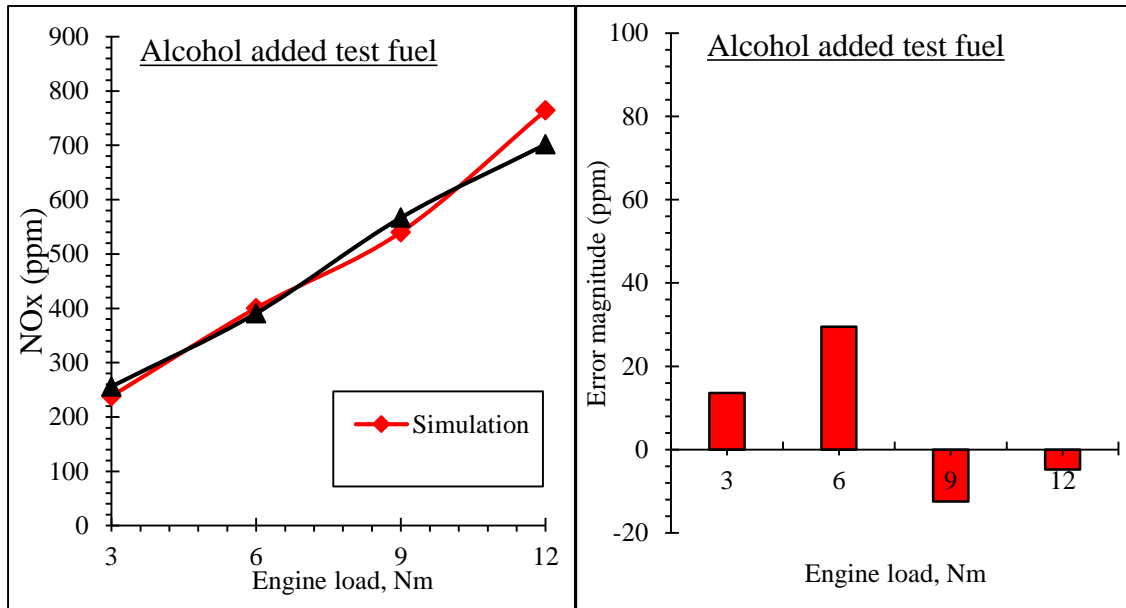 Alcohol added test fuel
NOx (ppm)
900
800
700
600
500
400
300
200
100
0
3 6 9 12
Engine load, Nm
Simulation
Alcohol added test fuel
Error magnitude (ppm)
100
80
60
40
20
0
-20
3 6 9 12
Engine load, Nm